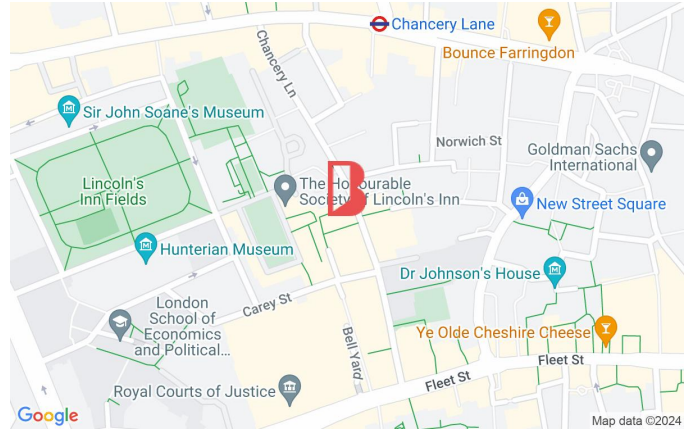 Chancery Lane
Bounce Farringdon
Chancery Ln
Sir John Soane's Museum
Norwich St
Goldman Sachs
International
Lincoln's
Inn Fields
The Honourable
Society of Lincoln's Inn
B
New Street Square
Hunterian Museum
Dr Johnson's House
London
School of
Economics
and Political...
Carey St
Bell Yard
Ye Olde Cheshire Cheese
Fleet St
Royal Courts of Justice
Fleet St
Google
Map data ©2024